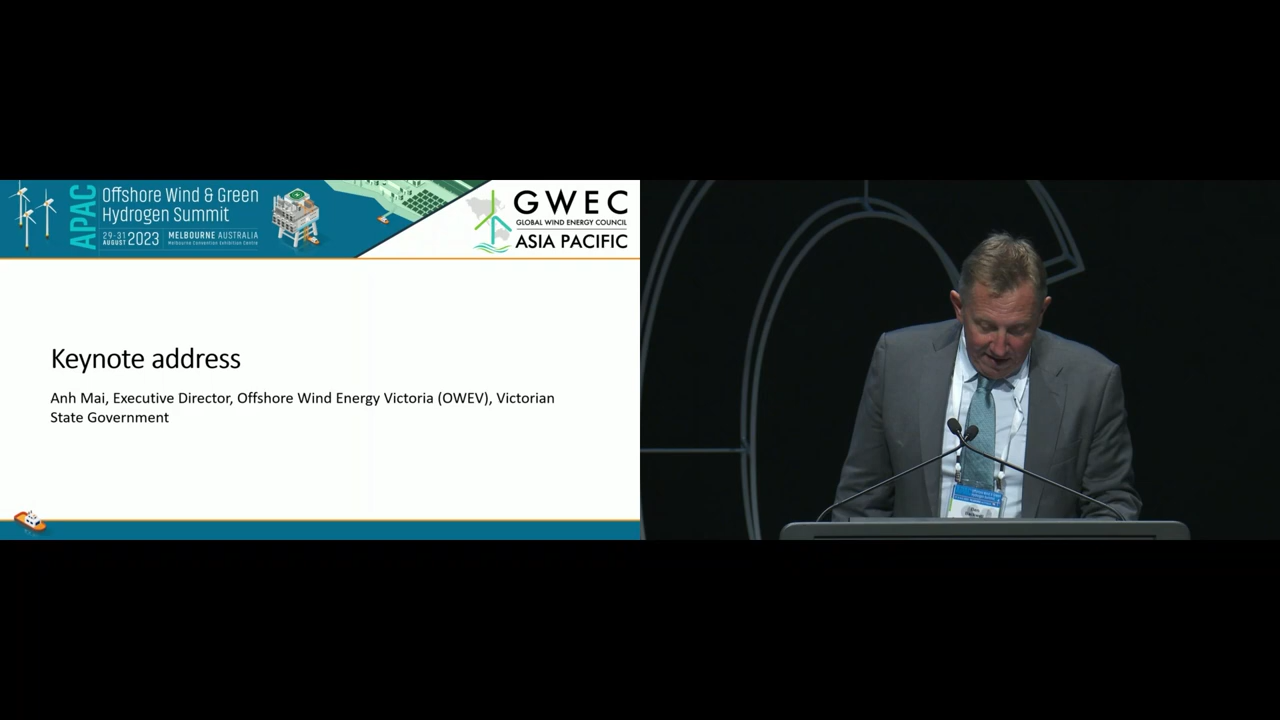 APAC
Offshore Wind & Green
Hydrogen Summit
29-31
AUGUST 2023
MELBOURNE AUSTRALIA
Melbourne Convention Exhibition Centre
GWEC
GLOBAL WIND ENERGY COUNCIL
ASIA PACIFIC
Keynote address
Anh Mai, Executive Director, Offshore Wind Energy Victoria (OWEV), Victorian
State Government